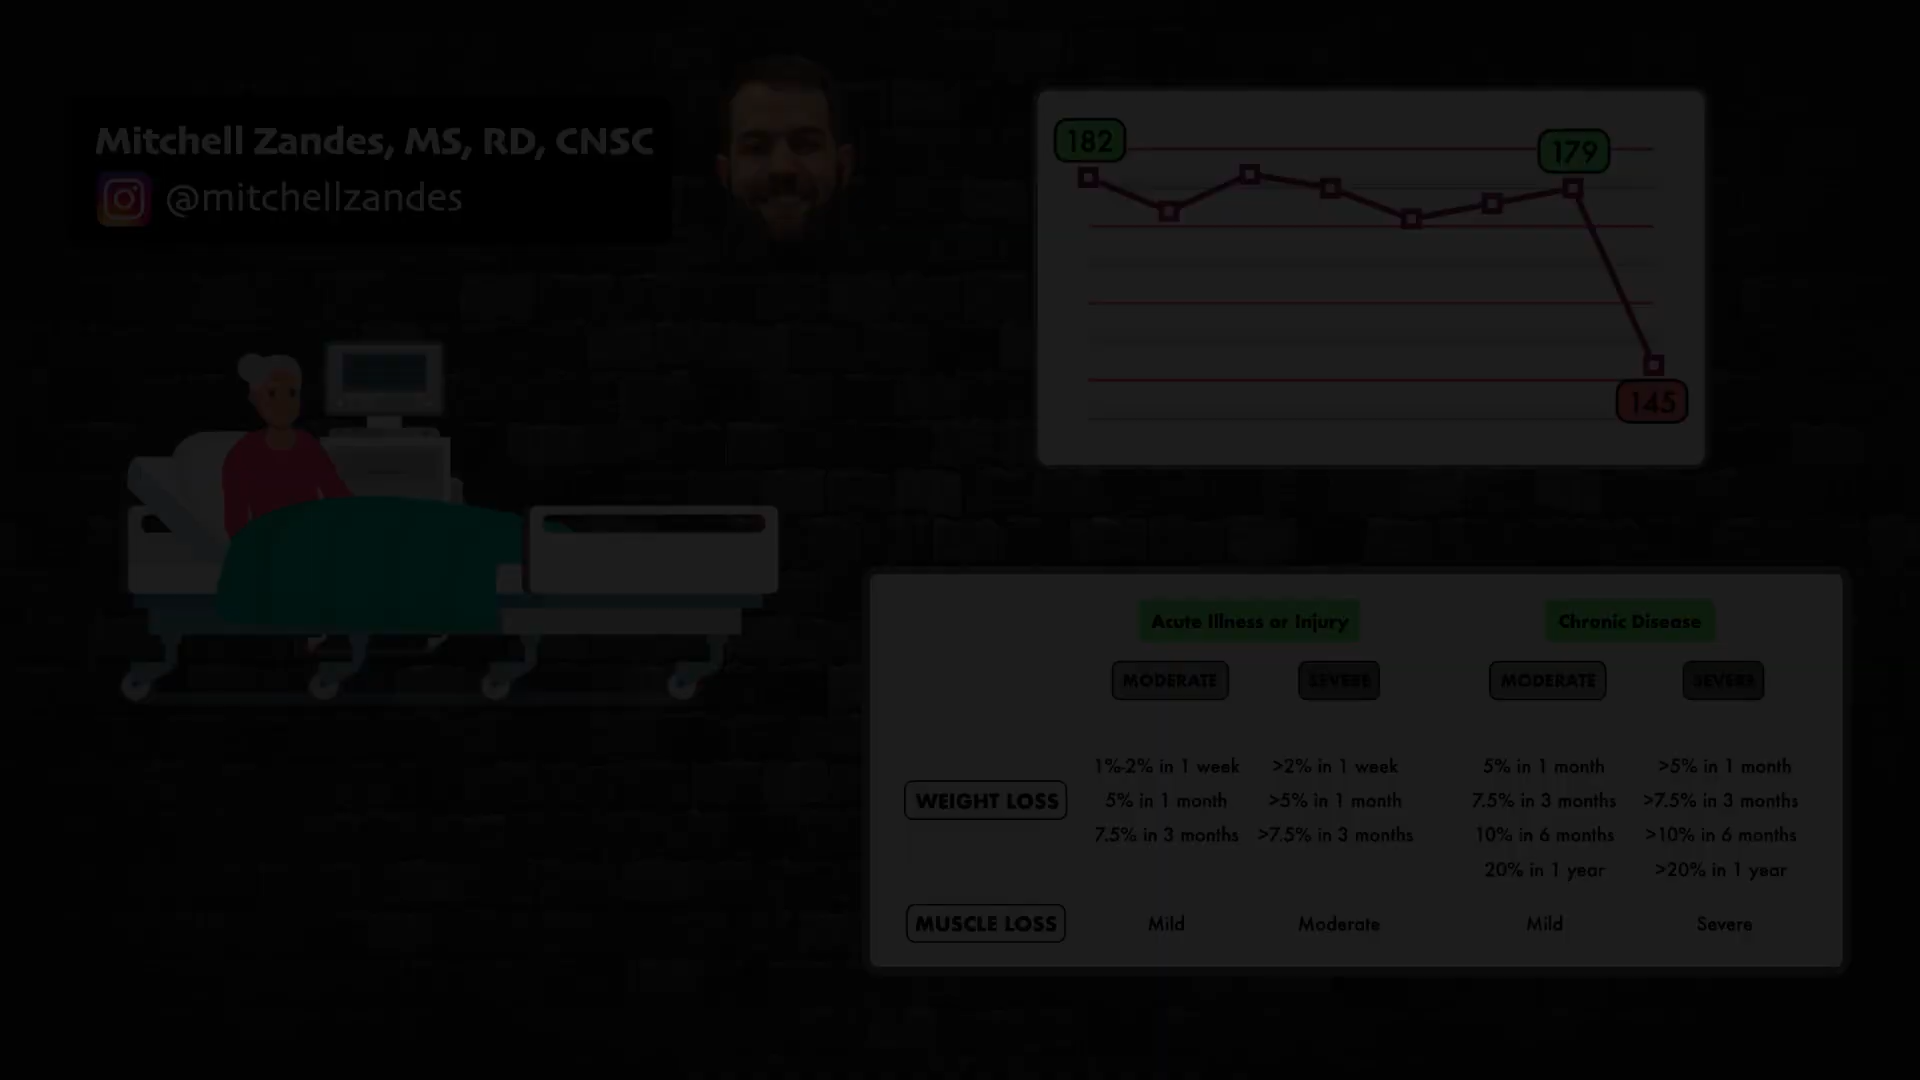 Mitchell Zandes, MS, RD, CNSC
@mitchellzandes
182
179
145
Acute Illness or Injury
Chronic Disease
MODERATE
SEVERE
MODERATE
SEVERE
WEIGHT LOSS
1%-2% in 1 week
>2% in 1 week
5% in 1 month
>5% in 1 month
5% in 1 month
>5% in 1 month
7.5% in 3 months
>7.5% in 3 months
7.5% in 3 months
>7.5% in 3 months
10% in 6 months
>10% in 6 months
20% in 1 year
>20% in 1 year
MUSCLE LOSS
Mild
Moderate
Mild
Severe